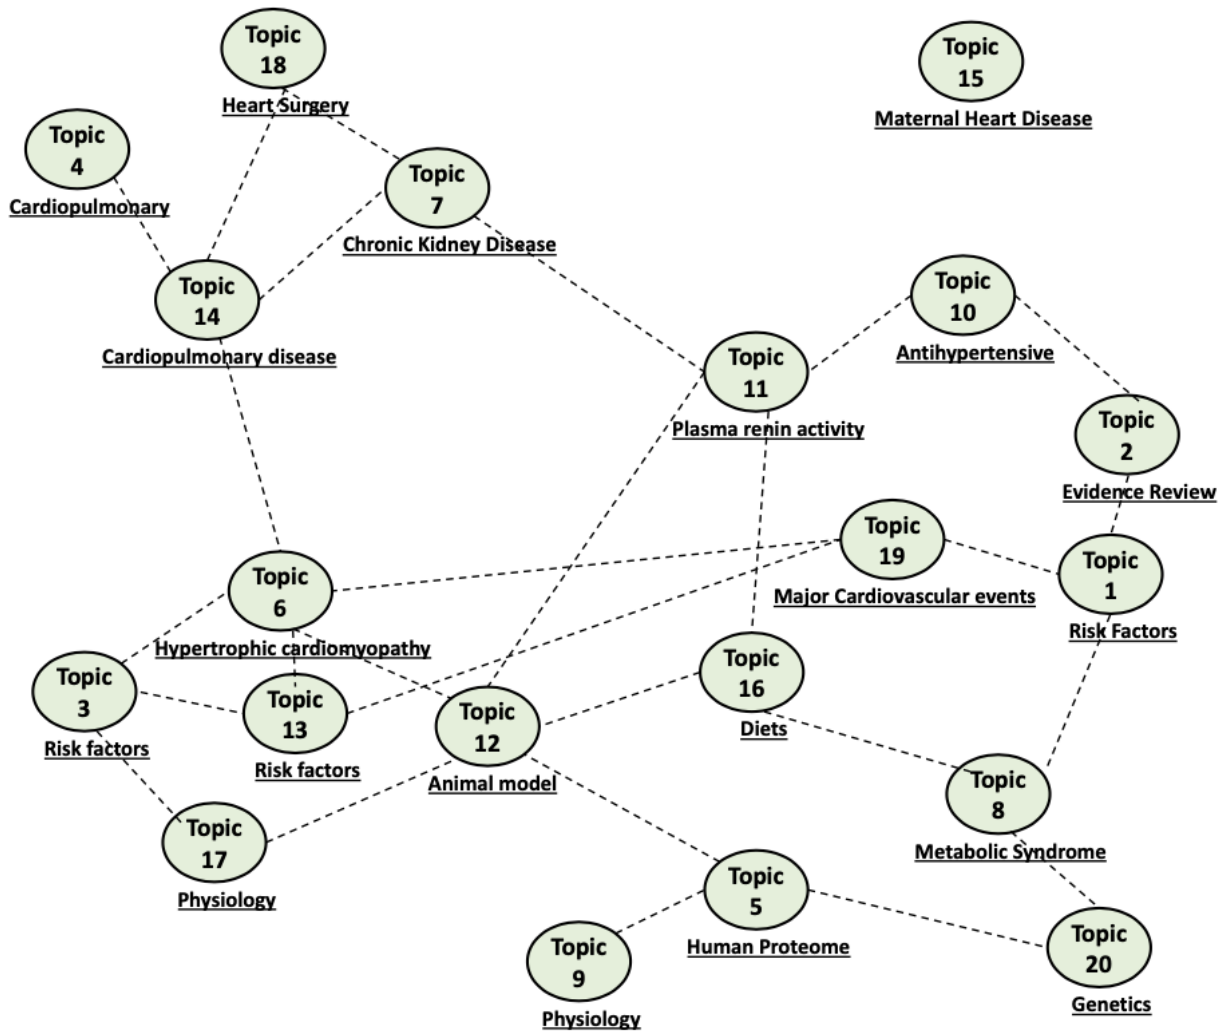 Topic
18
Heart Surgery
Topic
15
Maternal Heart Disease
Topic
4
Cardiopulmonary
Topic
7
Chronic Kidney Disease
Topic
14
Cardiopulmonary disease
Topic
10
Antihypertensive
Topic
11
Plasma renin activity
Topic
2
Evidence Review
Topic
19
Major Cardiovascular events
Topic
1
Risk Factors
Topic
6
Hypertrophic cardiomyopathy
Topic
3
Risk factors
Topic
13
Risk factors
Topic
12
Animal model
Topic
16
Diets
Topic
8
Metabolic Syndrome
Topic
17
Physiology
Topic
5
Human Proteome
Topic
9
Physiology
Topic
20
Genetics